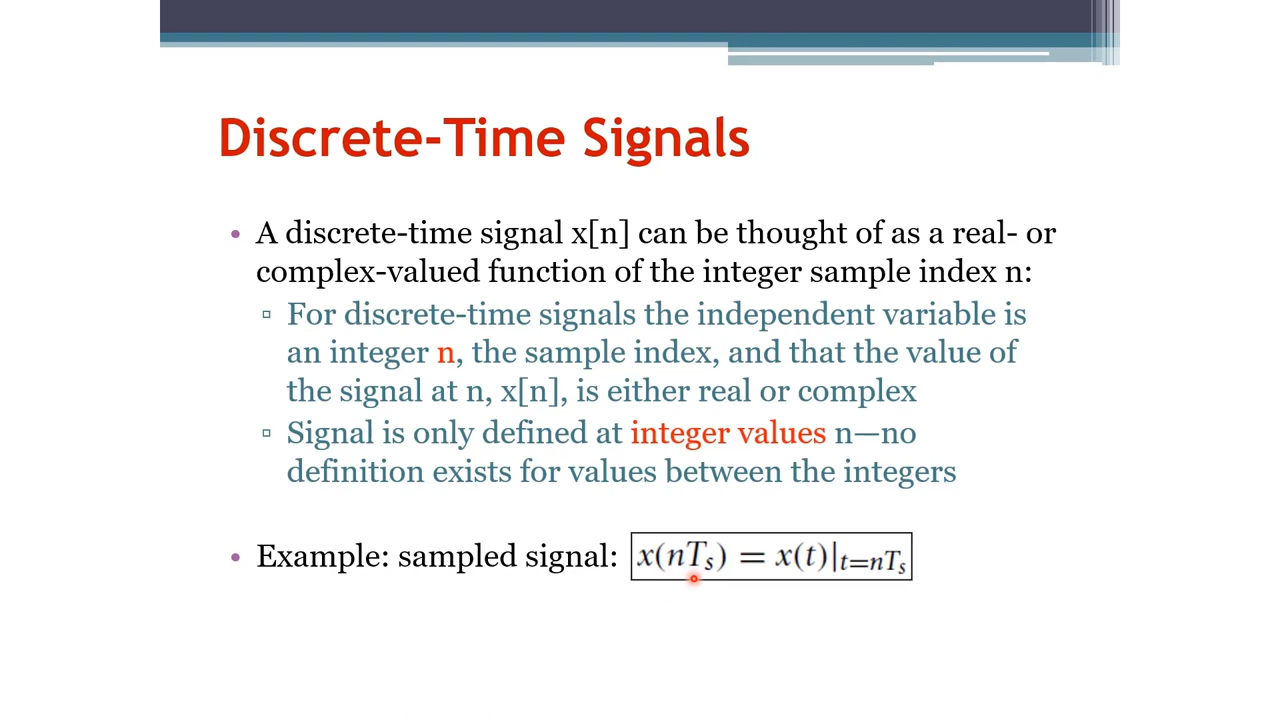 Discrete-Time Signals
• A discrete-time signal x[n] can be thought of as a real- or
complex-valued function of the integer sample index n:
▫ For discrete-time signals the independent variable is
an integer n, the sample index, and that the value of
the signal at n, x[n], is either real or complex
▫ Signal is only defined at integer values n—no
definition exists for values between the integers
• Example: sampled signal: x(nTₛ) = x(t)|ₜ₌ₙTₛ